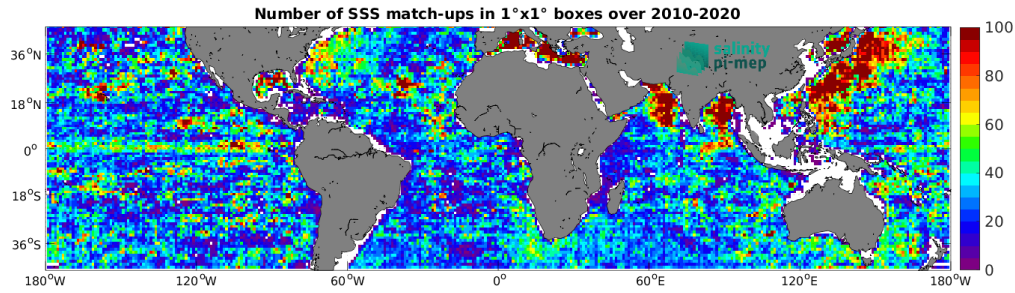 Number of SSS match-ups in 1°x1° boxes over 2010-2020
salinity
pi-mep
36°N
18°N
0°
18°S
36°S
180°W
120°W
60°W
0°
60°E
120°E
180°W
100
80
60
40
20
0